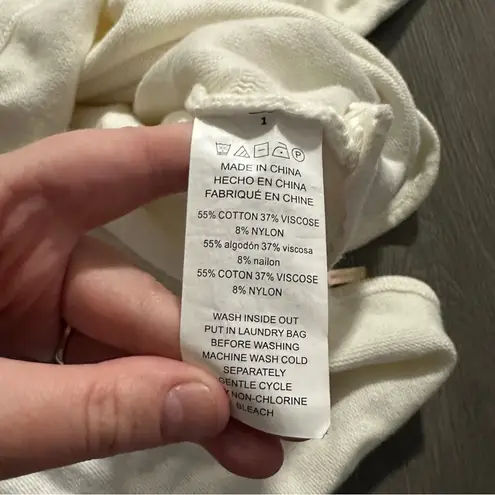 1
P
MADE IN CHINA
HECHO EN CHINA
FABRIQUÉ EN CHINE
55% COTTON 37% VISCOSE
8% NYLON
55% algodón 37% viscosa
8% nailon
55% COTON 37% VISCOSE
8% NYLON
WASH INSIDE OUT
PUT IN LAUNDRY BAG
BEFORE WASHING
MACHINE WASH COLD
SEPARATELY
GENTLE CYCLE
NON-CHLORINE
BLEACH